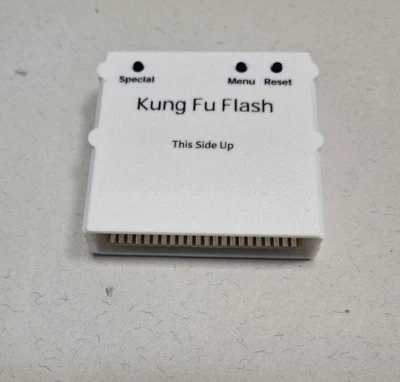 Special Menu Reset
Kung Fu Flash
This Side Up